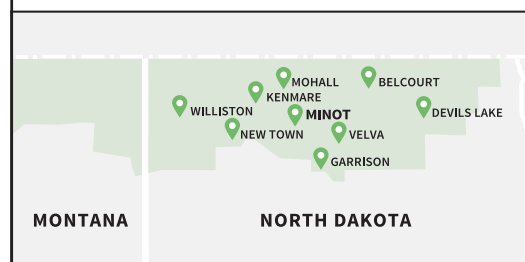 MOHALL
BELCOURT
KENMARE
WILLISTON
MINOT
DEVILS LAKE
NEW TOWN
VELVA
GARRISON
MONTANA
NORTH DAKOTA